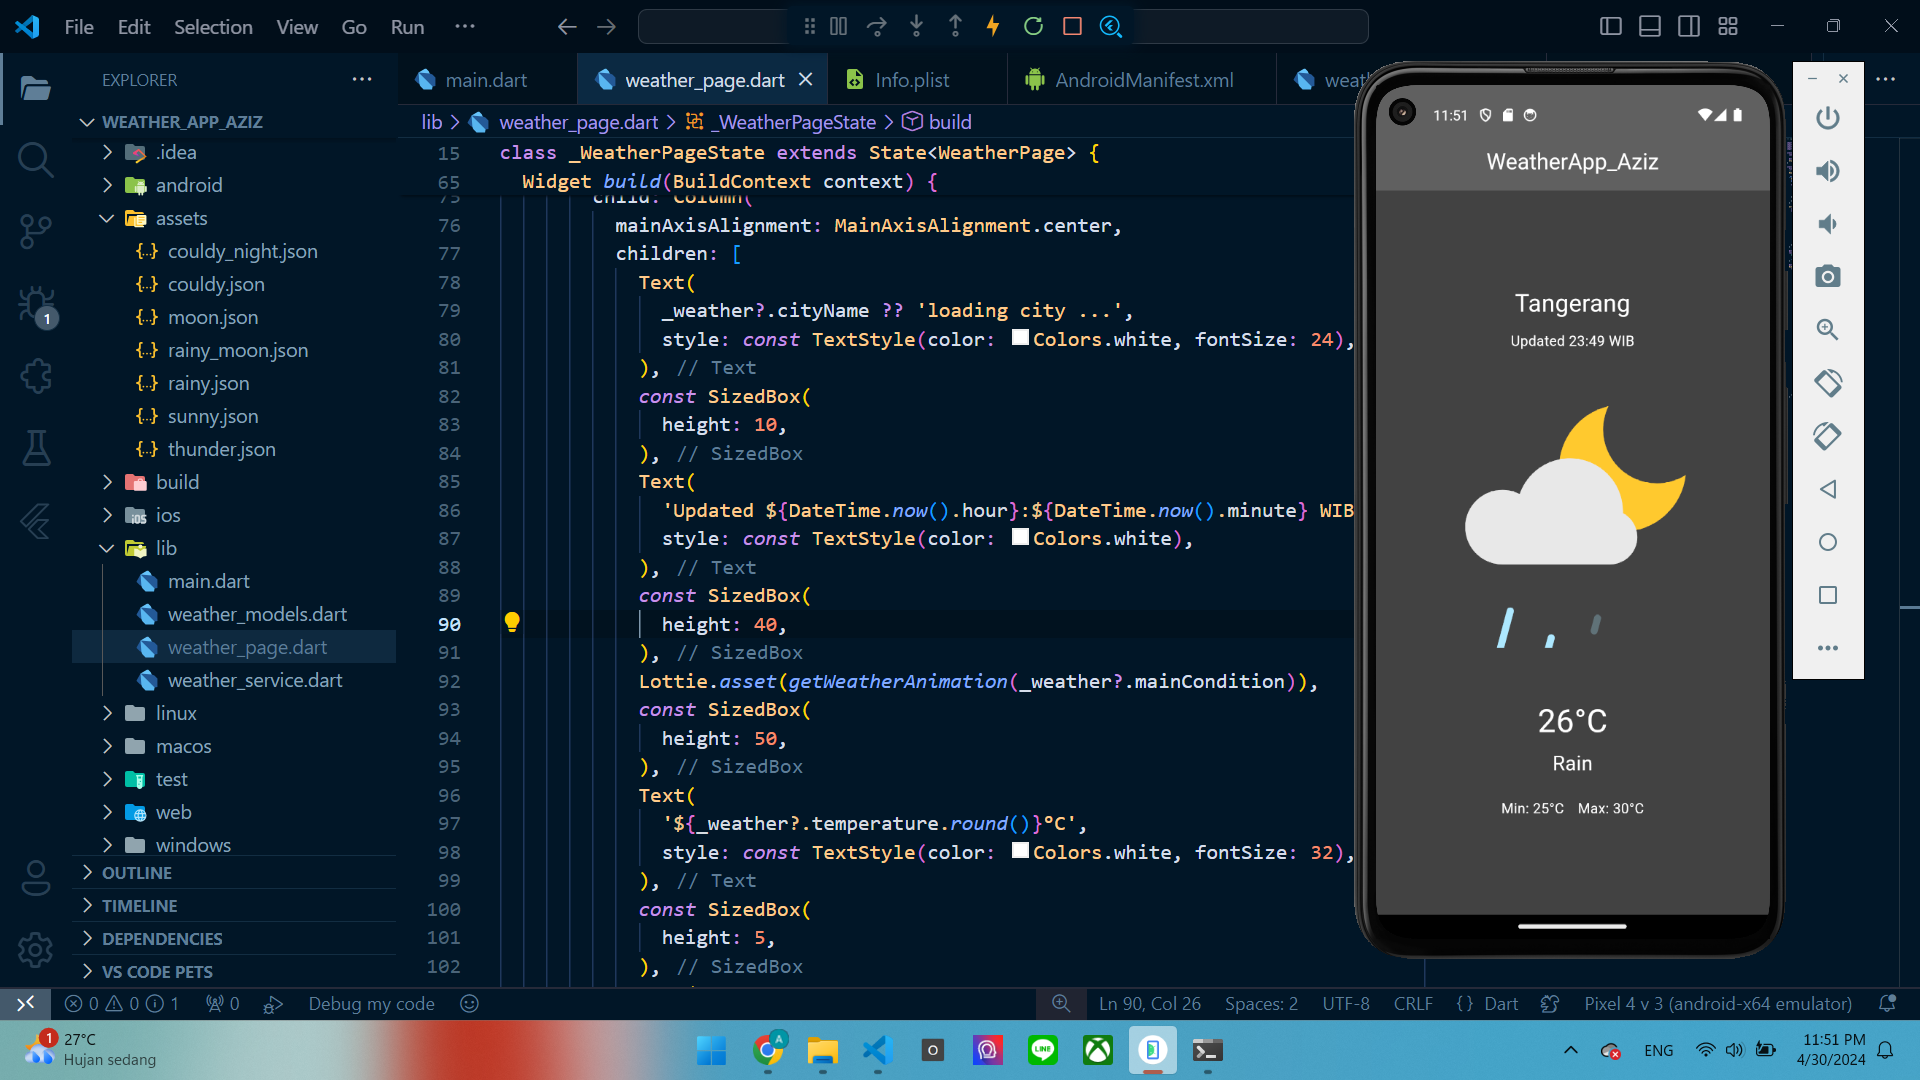 File Edit Selection View Go Run ...
EXPLORER
WEATHER_APP_AZIZ
.idea
android
assets
couldy_night.json
couldy.json
moon.json
rainy_moon.json
rainy.json
sunny.json
thunder.json
build
ios
lib
main.dart
weather_models.dart
weather_page.dart
weather_service.dart
linux
macos
test
web
windows
OUTLINE
TIMELINE
DEPENDENCIES
VS CODE PETS
1
main.dart weather_page.dart Info.plist AndroidManifest.xml
lib > weather_page.dart > _WeatherPageState > build
15 class _WeatherPageState extends State<WeatherPage> {
65 Widget build(BuildContext context) {
75 child: Column(
76 mainAxisAlignment: MainAxisAlignment.center,
77 children: [
78 Text(
79 _weather?.cityName ?? 'loading city ...',
80 style: const TextStyle(color: Colors.white, fontSize: 24),
81 ), // Text
82 const SizedBox(
83 height: 10,
84 ), // SizedBox
85 Text(
86 'Updated ${DateTime.now().hour}:${DateTime.now().minute} WIB
87 style: const TextStyle(color: Colors.white),
88 ), // Text
89 const SizedBox(
90 height: 40,
91 ), // SizedBox
92 Lottie.asset(getWeatherAnimation(_weather?.mainCondition)),
93 const SizedBox(
94 height: 50,
95 ), // SizedBox
96 Text(
97 '${_weather?.temperature.round()}°C',
98 style: const TextStyle(color: Colors.white, fontSize: 32),
99 ), // Text
100 const SizedBox(
101 height: 5,
102 ), // SizedBox
11:51
WeatherApp_Aziz
Tangerang
Updated 23:49 WIB
26°C
Rain
Min: 25°C Max: 30°C
0 0 1 0 Debug my code
Ln 90, Col 26 Spaces: 2 UTF-8 CRLF {} Dart Pixel 4 v 3 (android-x64 emulator)
1
27°C
Hujan sedang
A
O
LINE
ENG
11:51 PM
4/30/2024